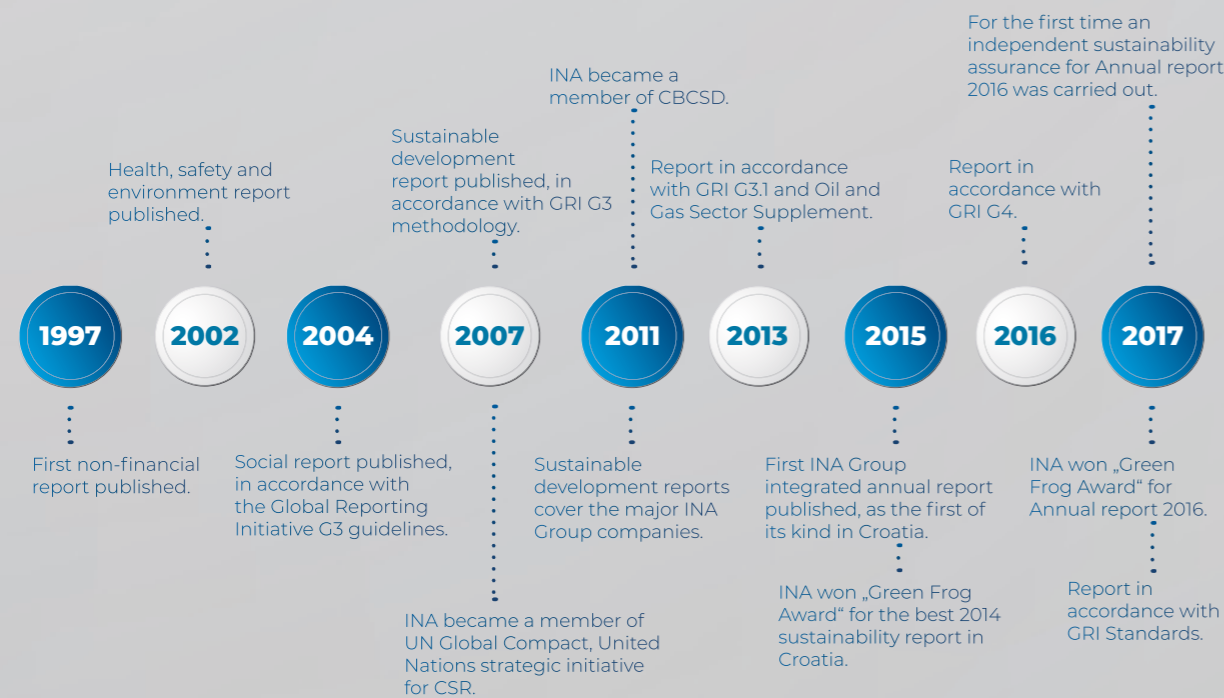 For the first time an
independent sustainability
assurance for Annual report
2016 was carried out.
INA became a
member of CBCSD.
Sustainable
development
report published, in
accordance with GRI G3
methodology.
Health, safety and
environment report
published.
Report in accordance
with GRI G3.1 and Oil and
Gas Sector Supplement.
Report in
accordance with
GRI G4.
1997
2002
2004
2007
2011
2013
2015
2016
2017
First non-financial
report published.
Social report published,
in accordance with
the Global Reporting
Initiative G3 guidelines.
Sustainable
development reports
cover the major INA
Group companies.
First INA Group
integrated annual report
published, as the first of
its kind in Croatia.
INA won „Green
Frog Award“ for
Annual report 2016.
INA became a member of
UN Global Compact, United
Nations strategic initiative
for CSR.
INA won „Green Frog
Award“ for the best 2014
sustainability report in
Croatia.
Report in
accordance with
GRI Standards.